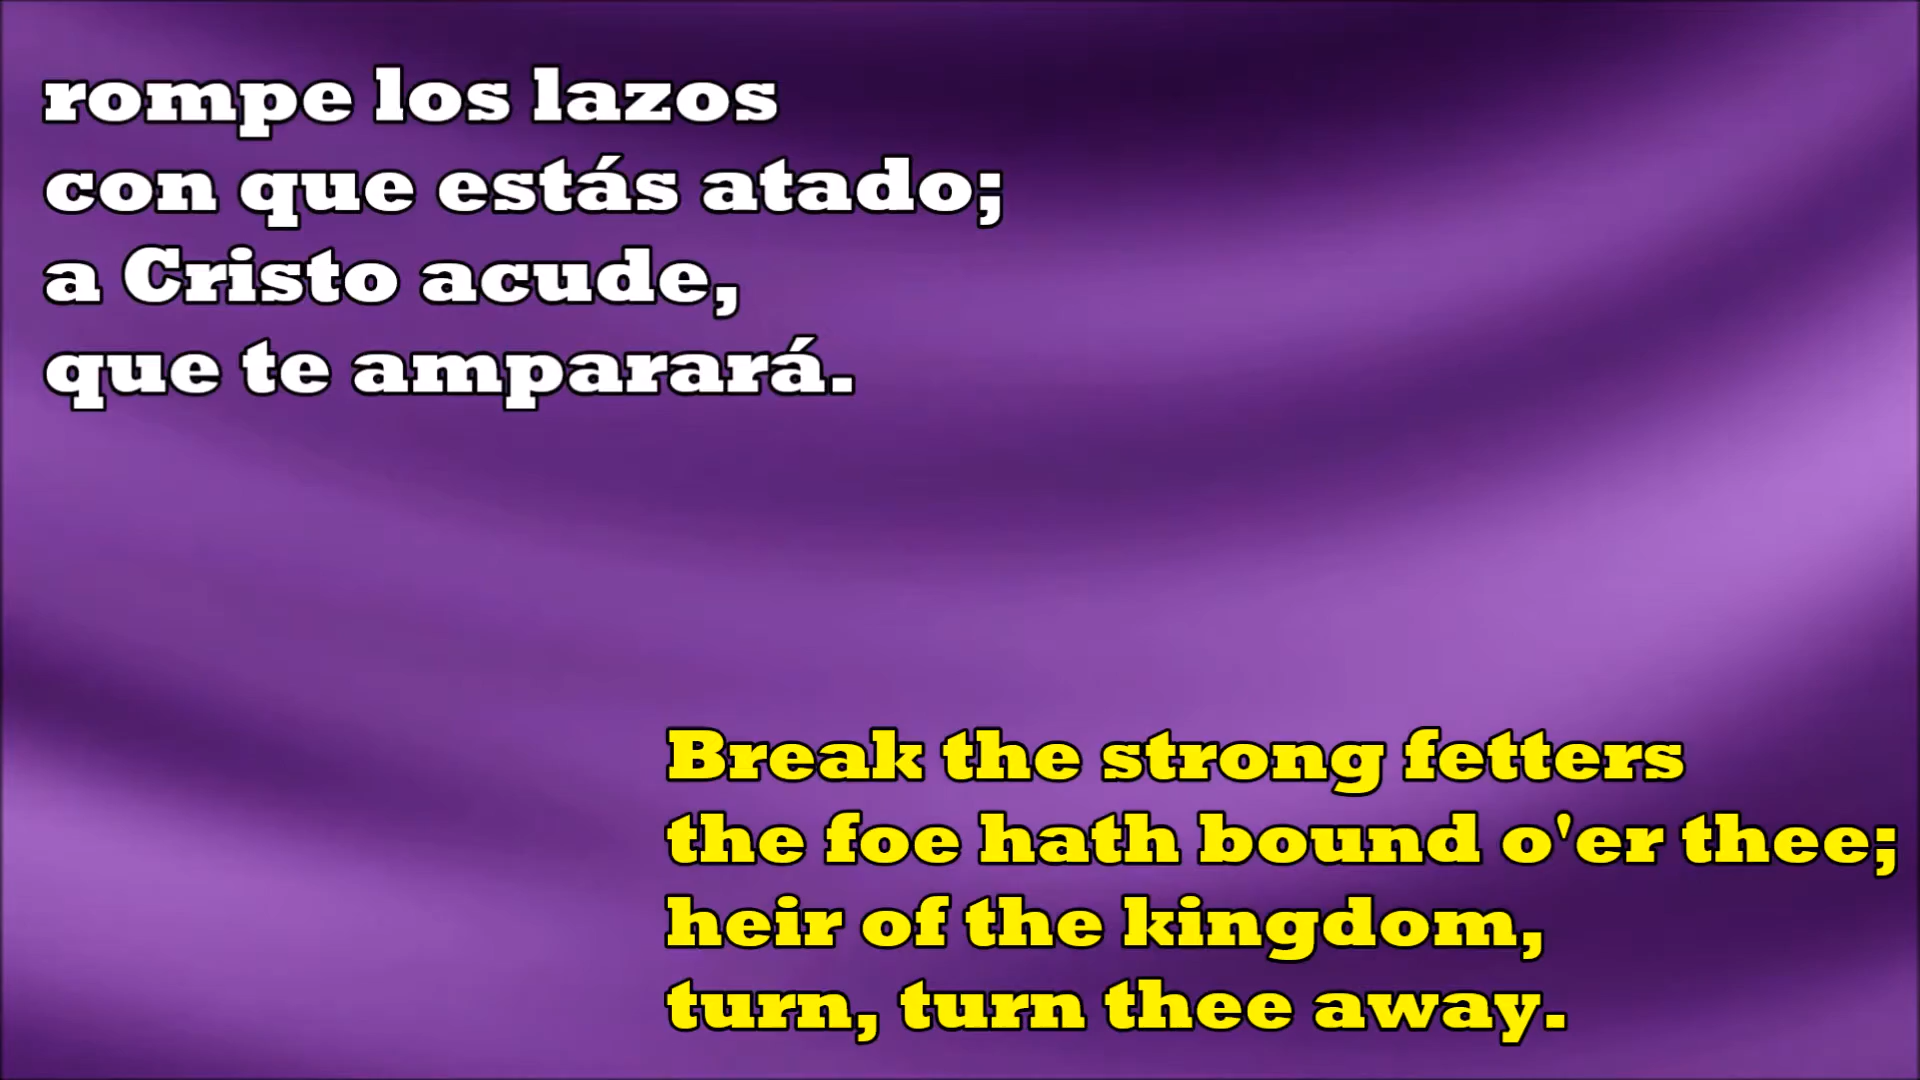 rompe los lazos
con que estás atado;
a Cristo acude,
que te amparará.
Break the strong fetters
the foe hath bound o'er thee;
heir of the kingdom,
turn, turn thee away.